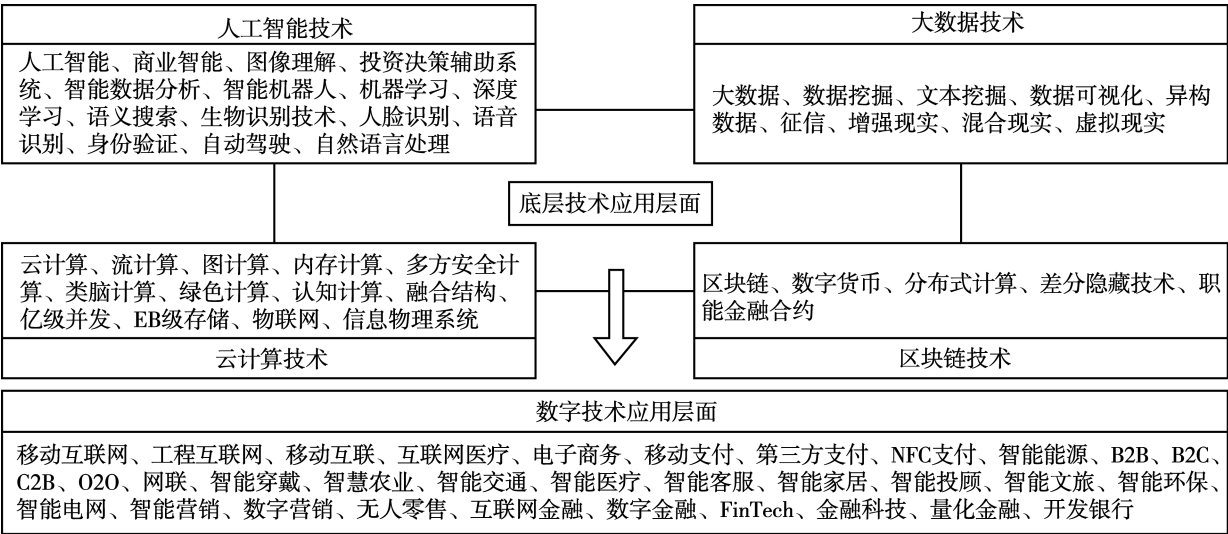 人工智能技术
人工智能、商业智能、图像理解、投资决策辅助系
统、智能数据分析、智能机器人、机器学习、深度
学习、语义搜索、生物识别技术、人脸识别、语音
识别、身份验证、自动驾驶、自然语言处理
大数据技术
大数据、数据挖掘、文本挖掘、数据可视化、异构
数据、征信、增强现实、混合现实、虚拟现实
底层技术应用层面
云计算、流计算、图计算、内存计算、多方安全计
算、类脑计算、绿色计算、认知计算、融合结构、
亿级并发、EB级存储、物联网、信息物理系统
云计算技术
区块链、数字货币、分布式计算、差分隐藏技术、职
能金融合约
区块链技术
数字技术应用层面
移动互联网、工程互联网、移动互联、互联网医疗、电子商务、移动支付、第三方支付、NFC支付、智能能源、B2B、B2C、
C2B、O2O、网联、智能穿戴、智慧农业、智能交通、智能医疗、智能客服、智能家居、智能投顾、智能文旅、智能环保、
智能电网、智能营销、数字营销、无人零售、互联网金融、数字金融、FinTech、金融科技、量化金融、开发银行